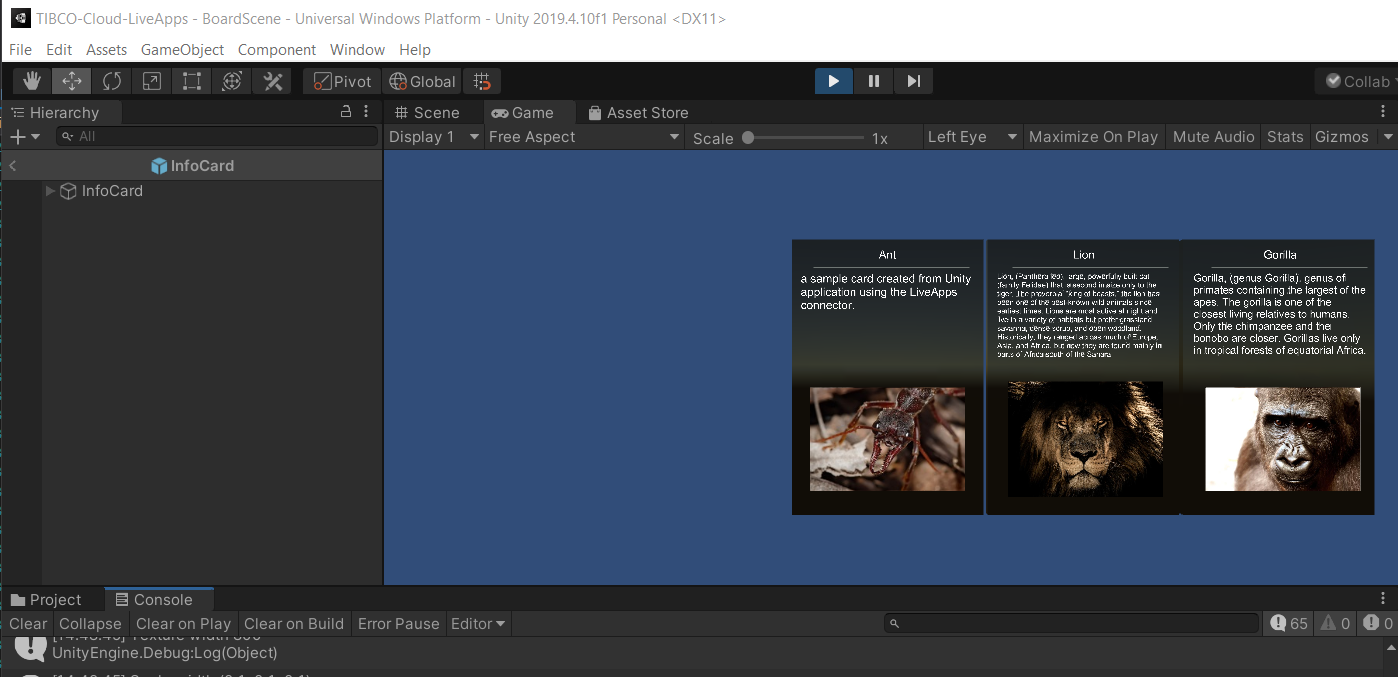 TIBCO-Cloud-LiveApps - BoardScene - Universal Windows Platform - Unity 2019.4.10f1 Personal <DX11>
File Edit Assets GameObject Component Window Help
Pivot Global Collab
Hierarchy Scene Game Asset Store
All Display 1 Free Aspect Scale 1x Left Eye Maximize On Play Mute Audio Stats Gizmos
InfoCard
InfoCard
Ant
a sample card created from Unity
application using the LiveApps
connector.
Lion
Lion, (Panthera leo), large, powerfully built cat
(family Felidae) that is second in size only to the
tiger. The proverbial "king of beasts," the lion has
been one of the best-known wild animals since
earliest times. Lions are most active at night and
live in a variety of habitats but prefer grassland,
savanna, dense scrub, and open woodland.
Historically, they ranged across much of Europe,
Asia, and Africa, but now they are found mainly in
parts of Africa south of the Sahara
Gorilla
Gorilla, (genus Gorilla), genus of
primates containing the largest of the
apes. The gorilla is one of the
closest living relatives to humans.
Only the chimpanzee and the
bonobo are closer. Gorillas live only
in tropical forests of equatorial Africa.
Project Console
Clear Collapse Clear on Play Clear on Build Error Pause Editor 65 0 0
UnityEngine.Debug:Log(Object)